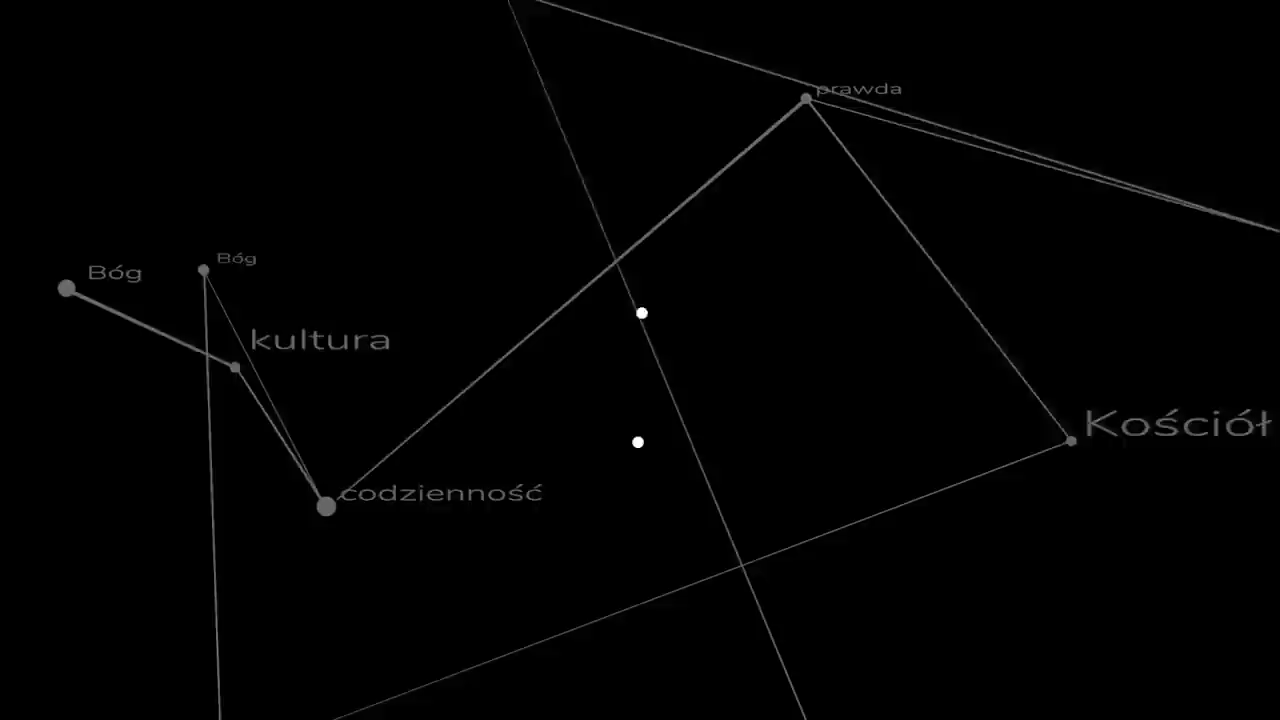 prawda
Bóg
Bóg
kultura
Kościół
codzienność